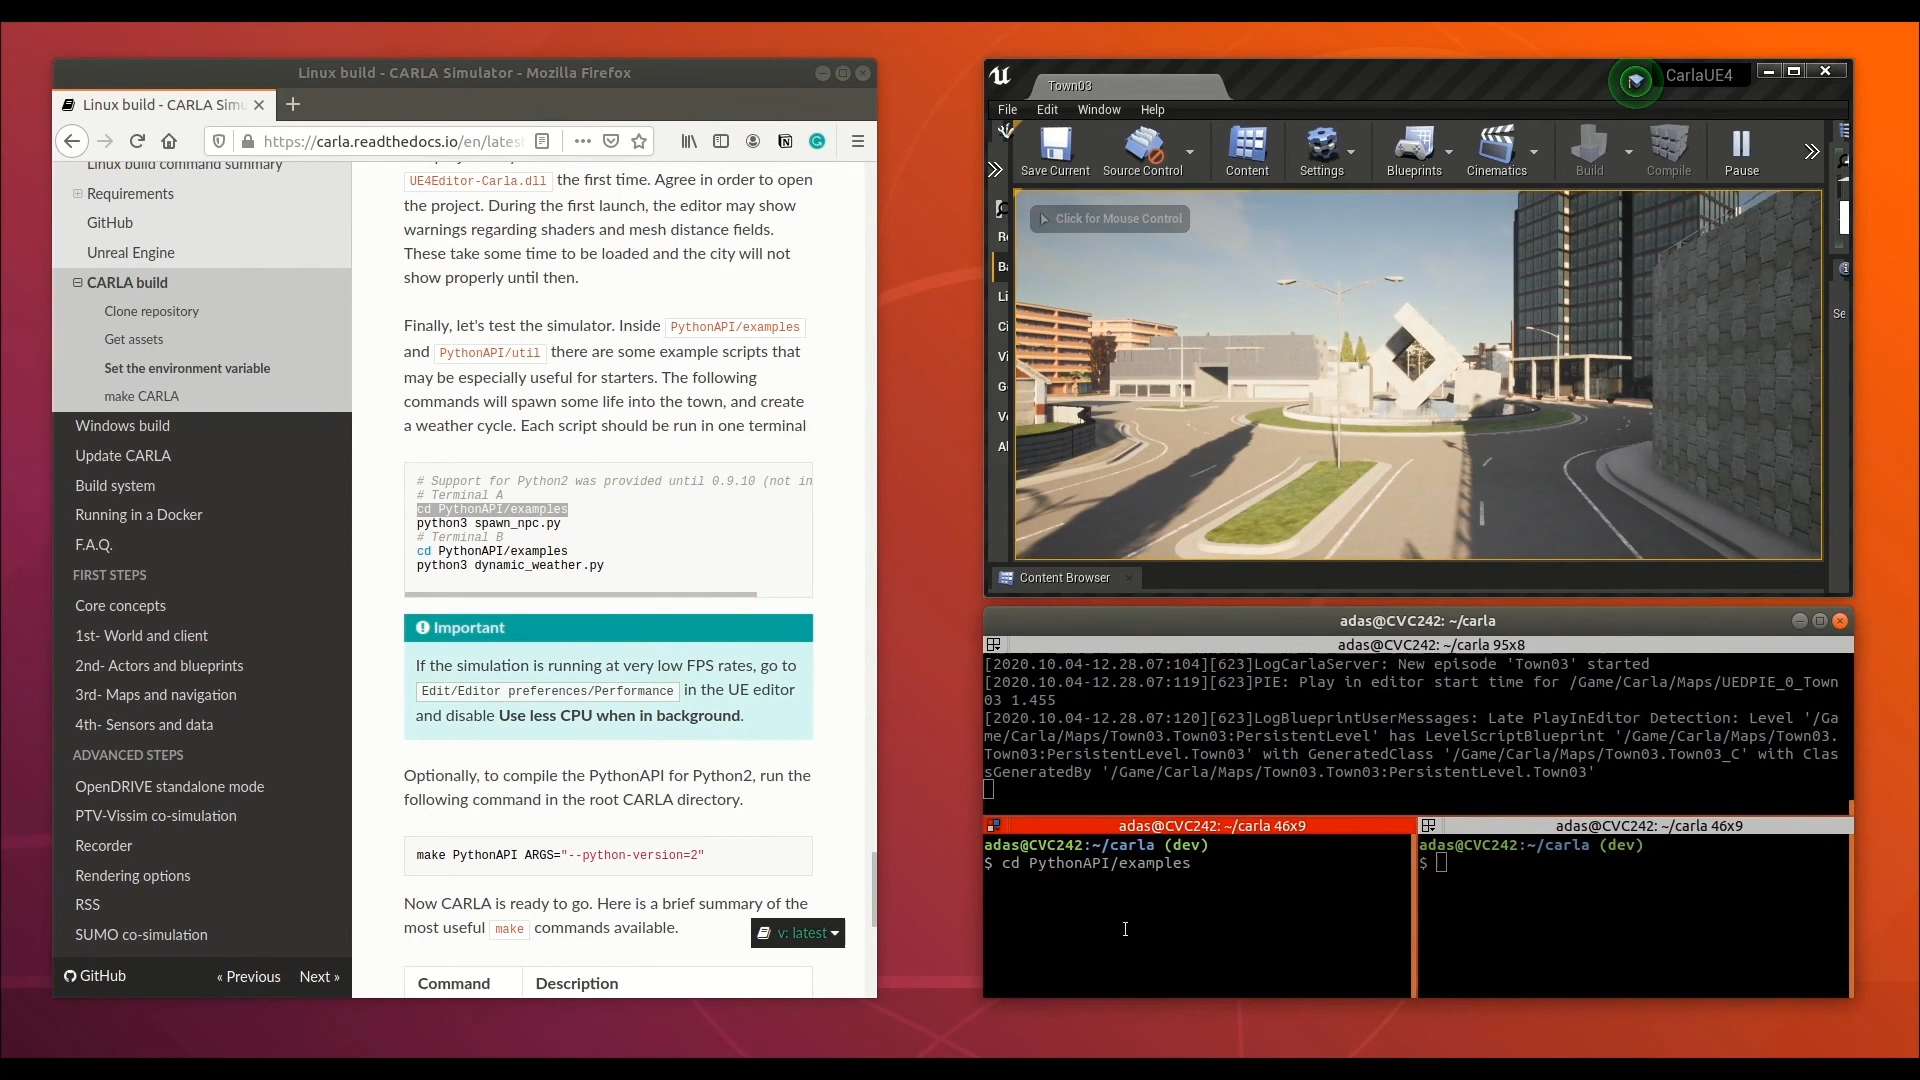 Linux build - CARLA Simulator - Mozilla Firefox
Linux build - CARLA Simu
https://carla.readthedocs.io/en/latest
Linux build command summary
Requirements
GitHub
Unreal Engine
CARLA build
Clone repository
Get assets
Set the environment variable
make CARLA
Windows build
Update CARLA
Build system
Running in a Docker
F.A.Q.
FIRST STEPS
Core concepts
1st- World and client
2nd- Actors and blueprints
3rd- Maps and navigation
4th- Sensors and data
ADVANCED STEPS
OpenDRIVE standalone mode
PTV-Vissim co-simulation
Recorder
Rendering options
RSS
SUMO co-simulation
GitHub « Previous Next »
UE4Editor-Carla.dll the first time. Agree in order to open
the project. During the first launch, the editor may show
warnings regarding shaders and mesh distance fields.
These take some time to be loaded and the city will not
show properly until then.
Finally, let's test the simulator. Inside PythonAPI/examples
and PythonAPI/util there are some example scripts that
may be especially useful for starters. The following
commands will spawn some life into the town, and create
a weather cycle. Each script should be run in one terminal
# Support for Python2 was provided until 0.9.10 (not in
# Terminal A
cd PythonAPI/examples
python3 spawn_npc.py
# Terminal B
cd PythonAPI/examples
python3 dynamic_weather.py
Important
If the simulation is running at very low FPS rates, go to
Edit/Editor preferences/Performance in the UE editor
and disable Use less CPU when in background.
Optionally, to compile the PythonAPI for Python2, run the
following command in the root CARLA directory.
make PythonAPI ARGS="--python-version=2"
Now CARLA is ready to go. Here is a brief summary of the
most useful make commands available.
v: latest
Command Description
Town03
CarlaUE4
File Edit Window Help
Save Current Source Control Content Settings Blueprints Cinematics Build Compile Pause
Click for Mouse Control
Ba
Li
Ci
Vi
G
V
Al
Se
Content Browser
adas@CVC242: ~/carla
adas@CVC242: ~/carla 95x8
[2020.10.04-12.28.07:104][623]LogCarlaServer: New episode 'Town03' started
[2020.10.04-12.28.07:119][623]PIE: Play in editor start time for /Game/Carla/Maps/UEDPIE_0_Town
03 1.455
[2020.10.04-12.28.07:120][623]LogBlueprintUserMessages: Late PlayInEditor Detection: Level '/Ga
me/Carla/Maps/Town03.Town03:PersistentLevel' has LevelScriptBlueprint '/Game/Carla/Maps/Town03.
Town03:PersistentLevel.Town03' with GeneratedClass '/Game/Carla/Maps/Town03.Town03_C' with Clas
sGeneratedBy '/Game/Carla/Maps/Town03.Town03:PersistentLevel.Town03'
adas@CVC242: ~/carla 46x9
adas@CVC242:~/carla (dev)
$ cd PythonAPI/examples
adas@CVC242: ~/carla 46x9
adas@CVC242:~/carla (dev)
$